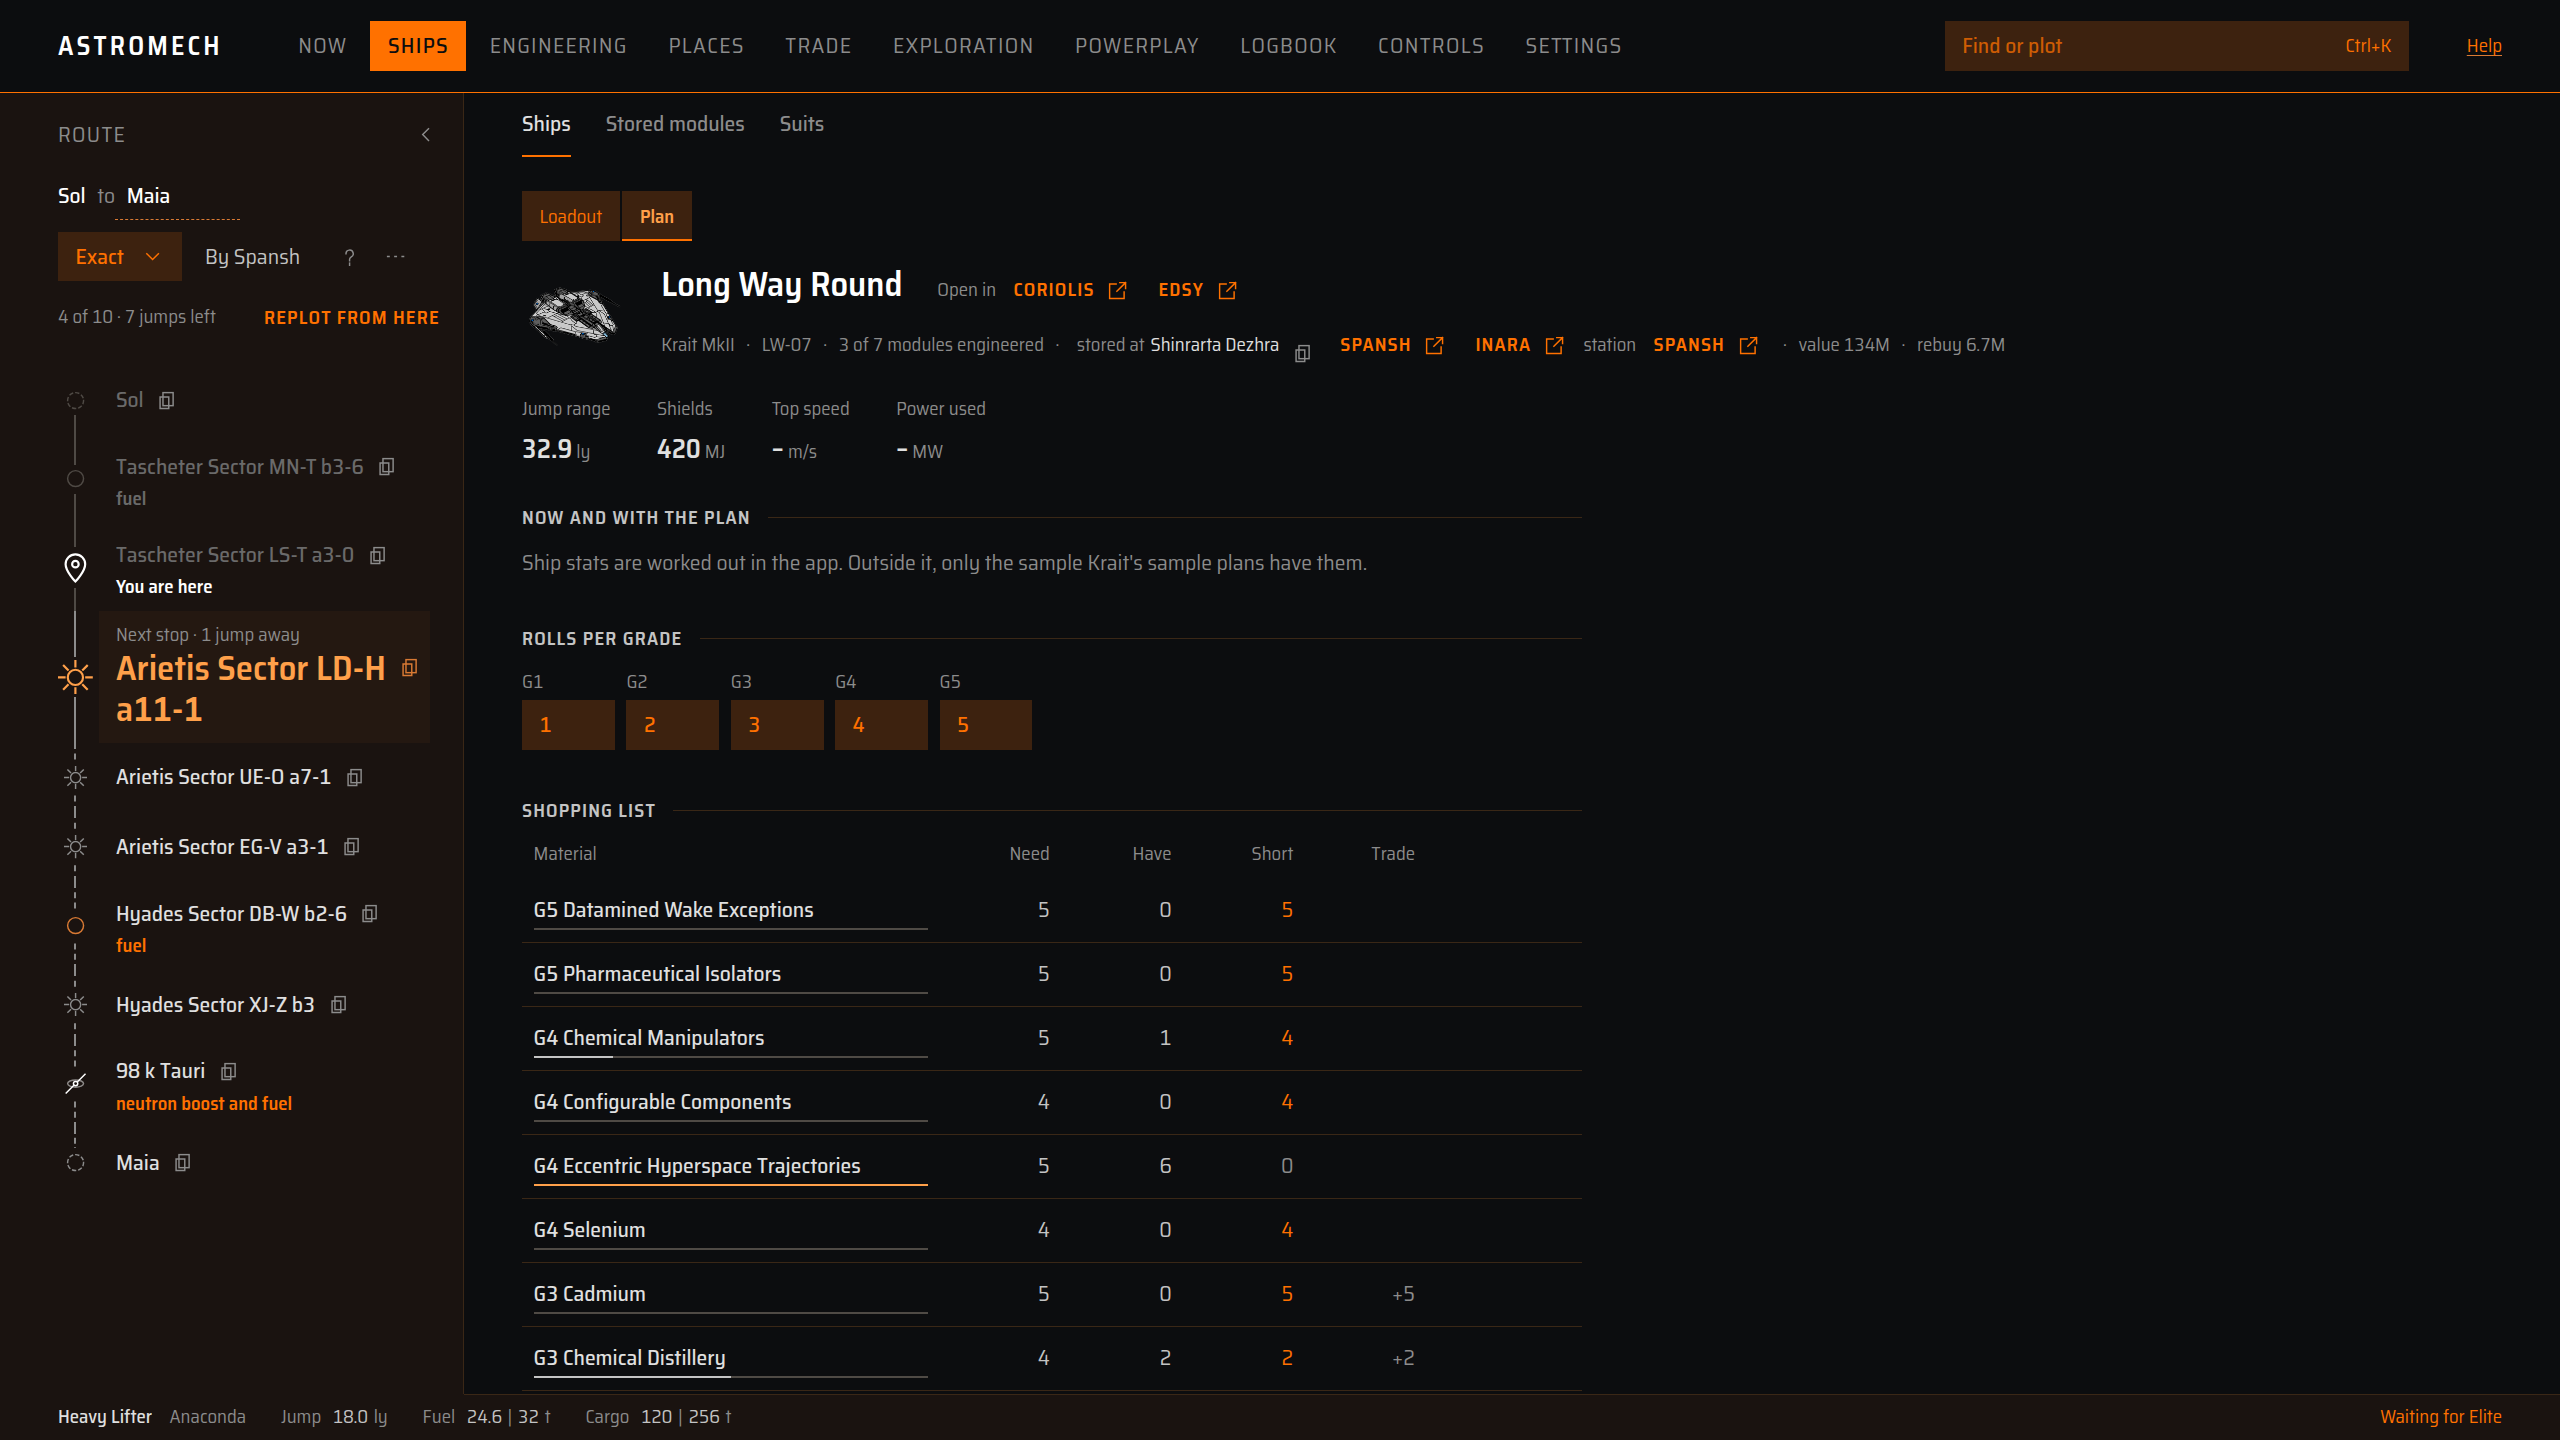 ASTROMECH NOW SHIPS ENGINEERING PLACES TRADE EXPLORATION POWERPLAY LOGBOOK CONTROLS SETTINGS Find or plot Ctrl+K Help
ROUTE
Sol to Maia
Exact By Spansh ? ...
4 of 10 · 7 jumps left REPLOT FROM HERE
Sol
Tascheter Sector MN-T b3-6
fuel
Tascheter Sector LS-T a3-0
You are here
Next stop · 1 jump away
Arietis Sector LD-H
a11-1
Arietis Sector UE-O a7-1
Arietis Sector EG-V a3-1
Hyades Sector DB-W b2-6
fuel
Hyades Sector XJ-Z b3
98 k Tauri
neutron boost and fuel
Maia
Ships Stored modules Suits
Loadout Plan
Long Way Round Open in CORIOLIS EDSY
Krait MkII · LW-07 · 3 of 7 modules engineered · stored at Shinrarta Dezhra SPANSH INARA station SPANSH · value 134M · rebuy 6.7M
Jump range Shields Top speed Power used
32.9 ly 420 MJ – m/s – MW
NOW AND WITH THE PLAN
Ship stats are worked out in the app. Outside it, only the sample Krait's sample plans have them.
ROLLS PER GRADE
G1 G2 G3 G4 G5
1 2 3 4 5
SHOPPING LIST
Material Need Have Short Trade
G5 Datamined Wake Exceptions 5 0 5
G5 Pharmaceutical Isolators 5 0 5
G4 Chemical Manipulators 5 1 4
G4 Configurable Components 4 0 4
G4 Eccentric Hyperspace Trajectories 5 6 0
G4 Selenium 4 0 4
G3 Cadmium 5 0 5 +5
G3 Chemical Distillery 4 2 2 +2
Heavy Lifter Anaconda Jump 18.0 ly Fuel 24.6 | 32 t Cargo 120 | 256 t Waiting for Elite